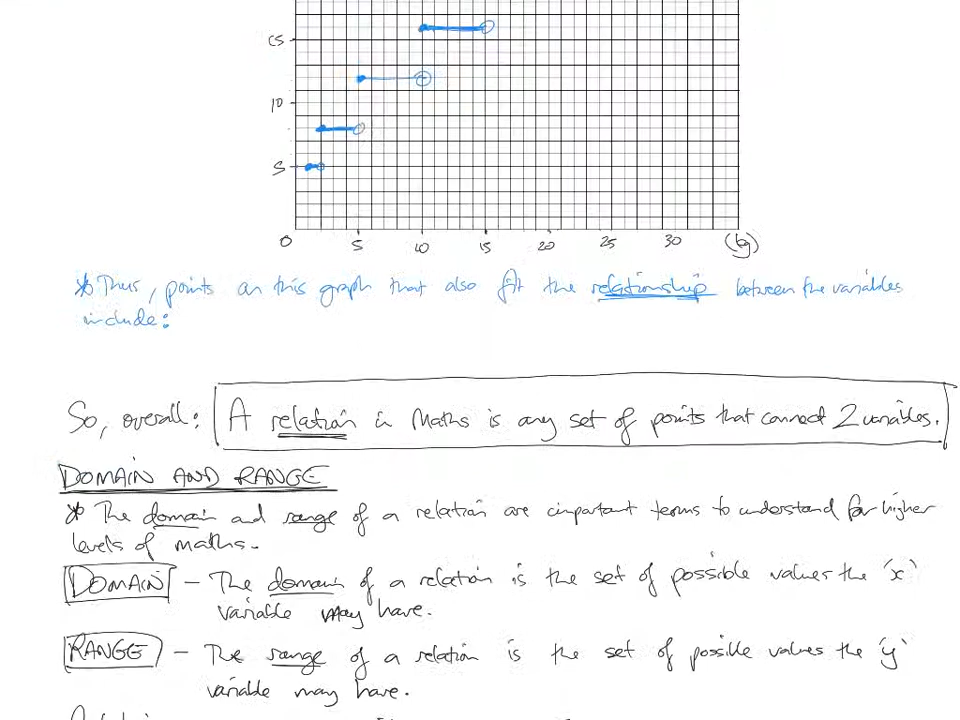 15
10
5
0 5 10 15 20 25 30 (kg)
* Thus, points on this graph that also fit the relationship between the variables
include:
So, overall: A relation in Maths is any set of points that connect 2 variables.
DOMAIN AND RANGE
* The domain and range of a relation are important terms to understand for higher
levels of maths.
DOMAIN - The domain of a relation is the set of possible values the 'x'
variable may have.
RANGE - The range of a relation is the set of possible values the 'y'
variable may have.